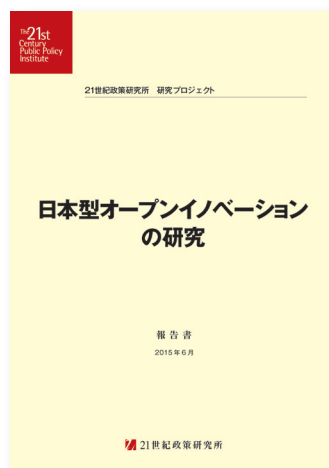 The 21st
Century
Public Policy
Institute
21世紀政策研究所 研究プロジェクト
日本型オープンイノベーション
の研究
報告書
2015年6月
21世紀政策研究所